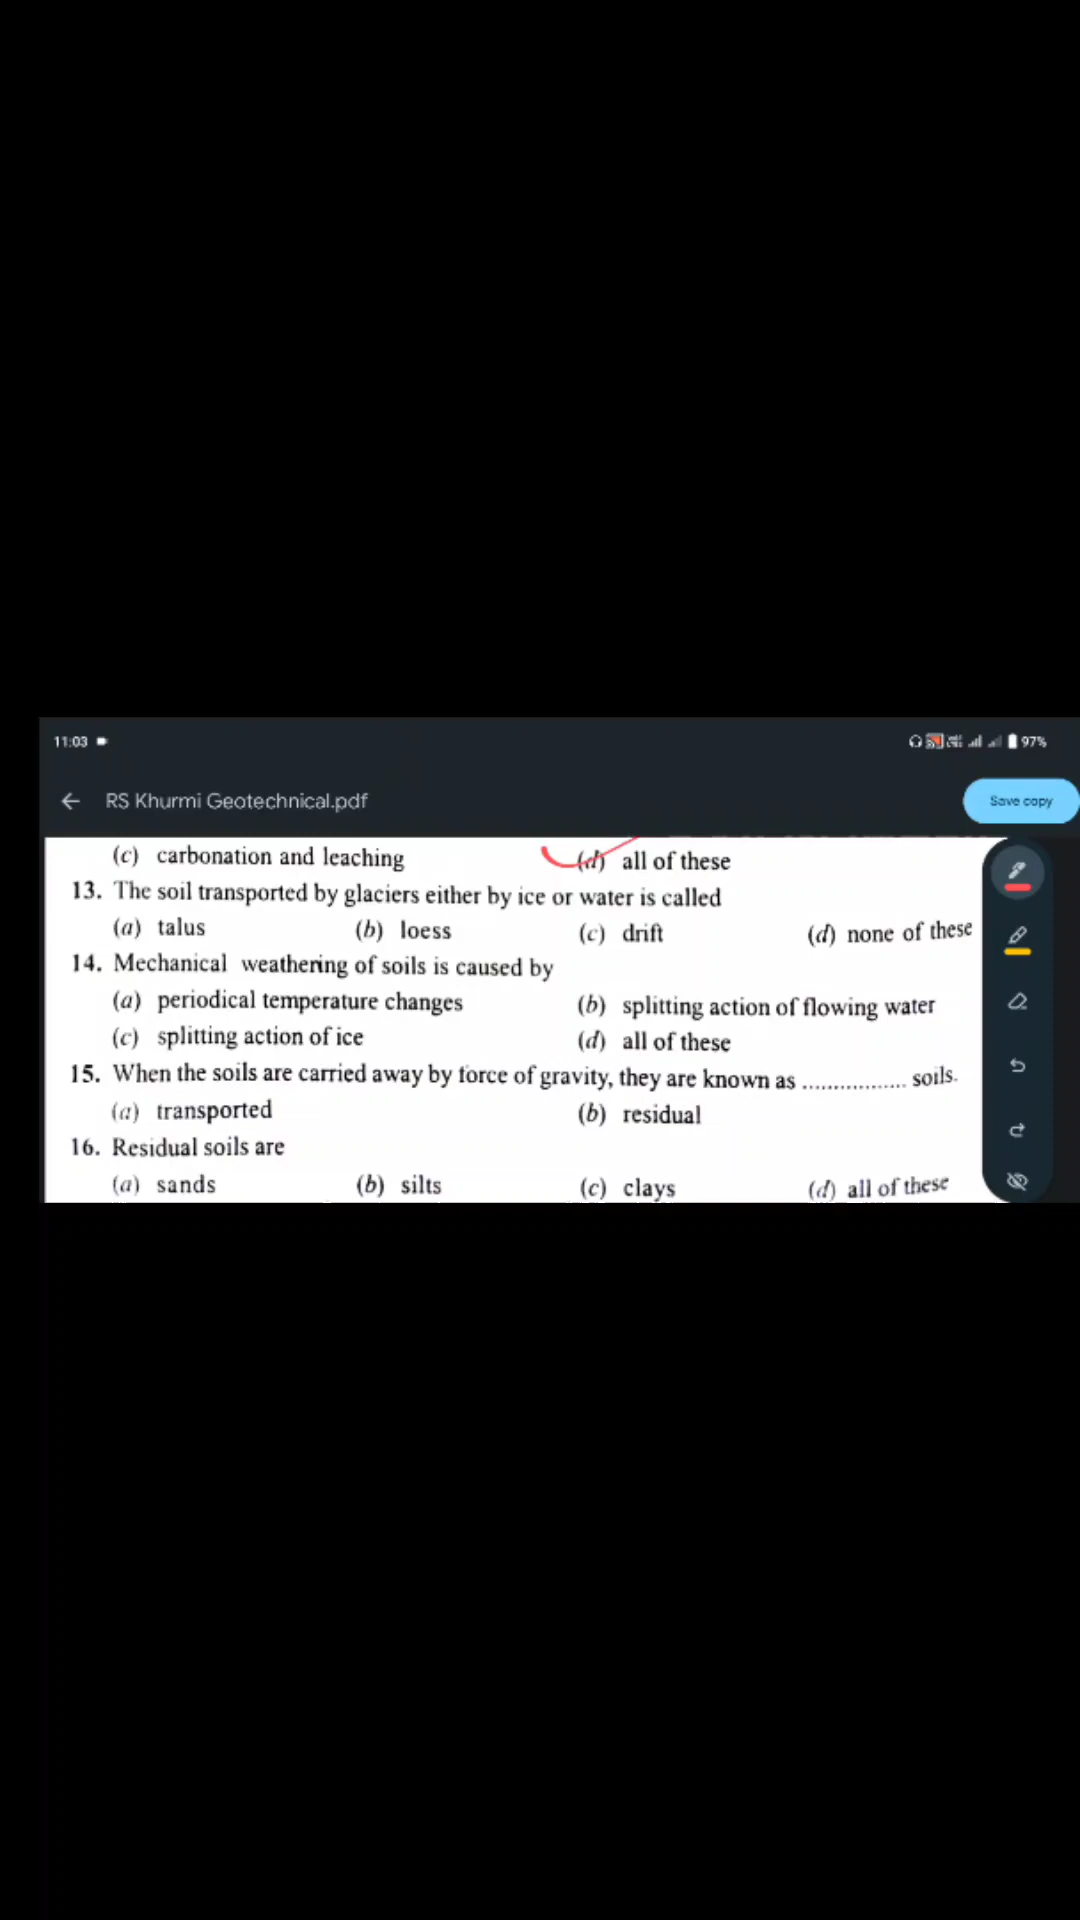 11:03
97%
RS Khurmi Geotechnical.pdf
Save copy
(c) carbonation and leaching (d) all of these
13. The soil transported by glaciers either by ice or water is called
(a) talus (b) loess (c) drift (d) none of these
14. Mechanical weathering of soils is caused by
(a) periodical temperature changes (b) splitting action of flowing water
(c) splitting action of ice (d) all of these
15. When the soils are carried away by force of gravity, they are known as ................. soils.
(a) transported (b) residual
16. Residual soils are
(a) sands (b) silts (c) clays (d) all of these